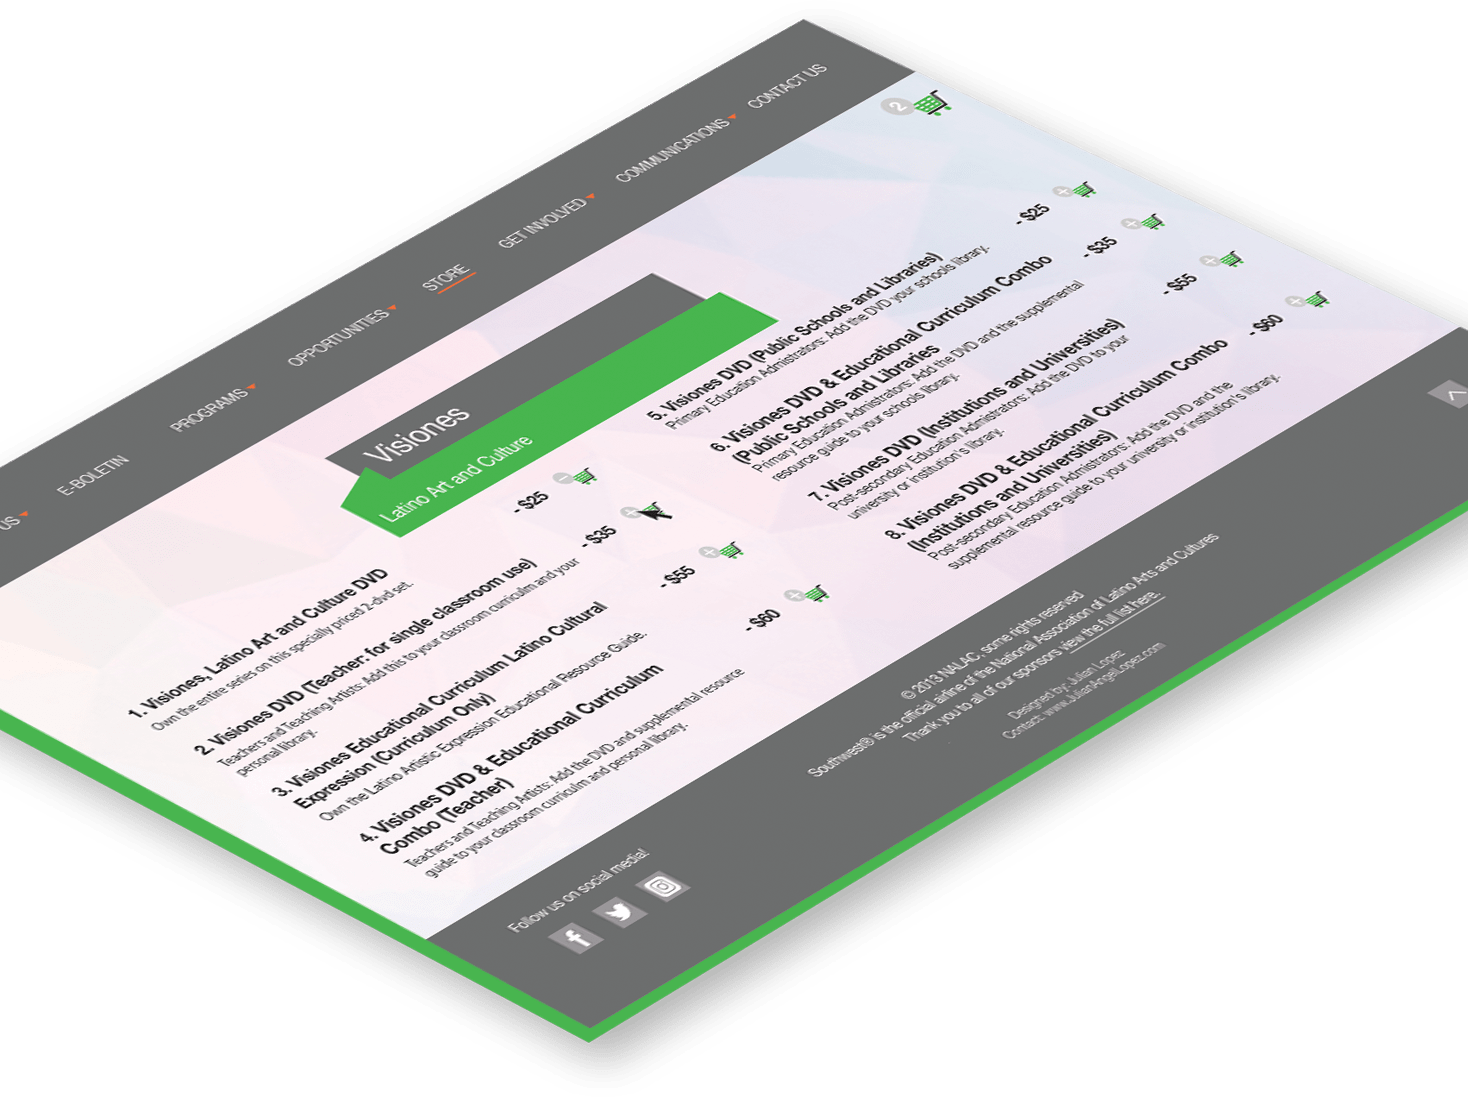 US
E-BOLETIN
PROGRAMS
OPPORTUNITIES
STORE
GET INVOLVED
COMMUNICATIONS
CONTACT US
2
Visiones
Latino Art and Culture
1. Visiones, Latino Art and Culture DVD
- $25
Own the entire series on this specially priced 2-dvd set.
2. Visiones DVD (Teacher: for single classroom use)
- $35
Teachers and Teaching Artists: Add this to your classroom curriculm and your
personal library.
3. Visiones Educational Curriculum Latino Cultural
Expression (Curriculum Only)
- $55
Own the Latino Artistic Expression Educational Resource Guide.
4. Visiones DVD & Educational Curriculum
Combo (Teacher)
- $60
Teachers and Teaching Artists: Add the DVD and supplemental resource
guide to your classroom curriculm and personal library.
5. Visiones DVD (Public Schools and Libraries)
- $25
Primary Education Admistrators: Add the DVD your schools library.
6. Visiones DVD & Educational Curriculum Combo
(Public Schools and Libraries
- $35
Primary Education Admistrators: Add the DVD and the supplemental
resource guide to your schools library.
7. Visiones DVD (Institutions and Universities)
- $55
Post-secondary Education Admistrators: Add the DVD to your
university or institution's library.
8. Visiones DVD & Educational Curriculum Combo
(Institutions and Universities)
- $60
Post-secondary Education Admistrators: Add the DVD and the
supplemental resource guide to your university or institution's library.
Follow us on social media!
© 2013 NALAC, some rights reserved
Southwest® is the official airline of the National Association of Latino Arts and Cultures
Thank you to all of our sponsors view the full list here.
Designed by: Julian Lopez
Contact: www.JulianAngelLopez.com